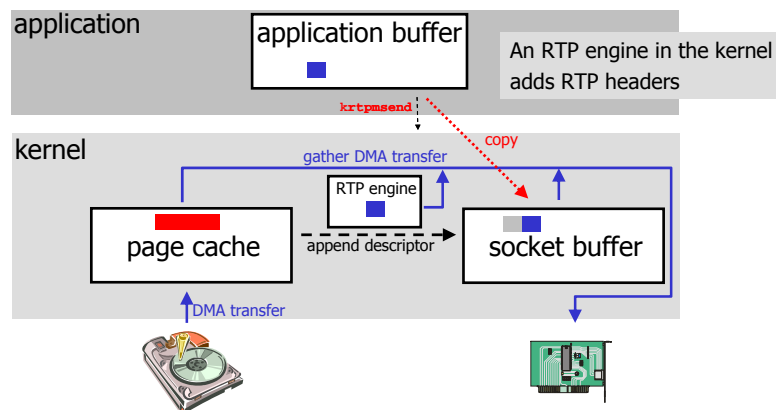 application
application buffer
An RTP engine in the kernel
adds RTP headers
krtpmsend
copy
kernel
gather DMA transfer
RTP engine
page cache
append descriptor
socket buffer
DMA transfer